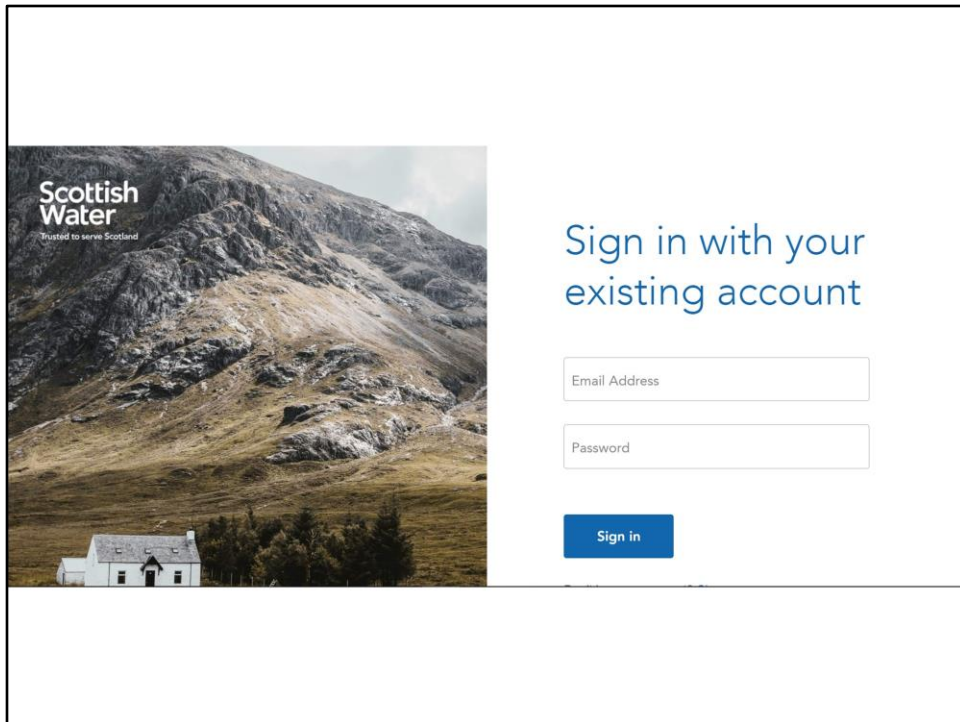 Scottish
Water
Trusted to serve Scotland
Sign in with your
existing account
Email Address
Password
Sign in